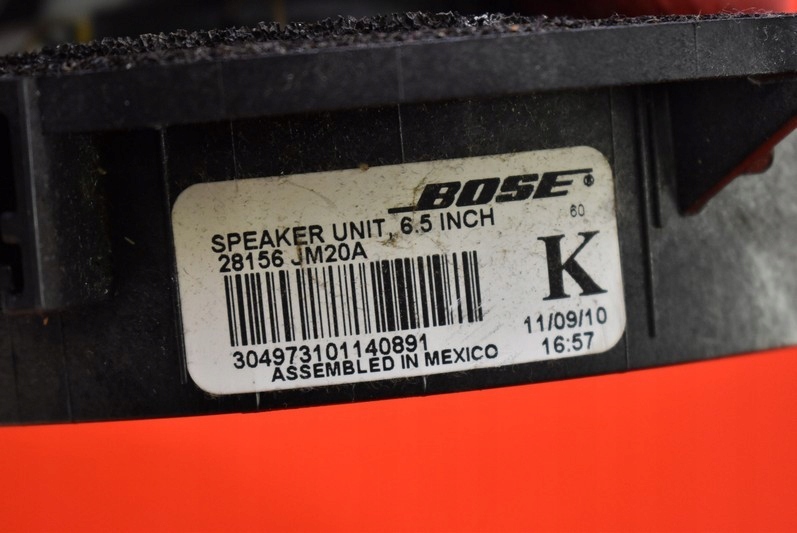 BOSE®
SPEAKER UNIT, 6.5 INCH 60
28156 JM20A
K
304973101140891 11/09/10
ASSEMBLED IN MEXICO 16:57